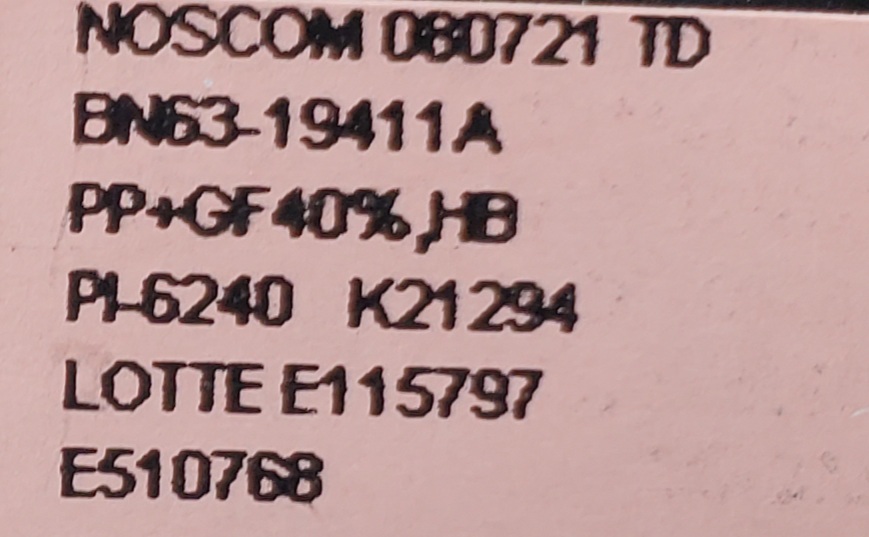 NOSCOM 080721 TD
BN63-19411A
PP+GF40%,HB
PI-6240 K21294
LOTTE E115797
E510768